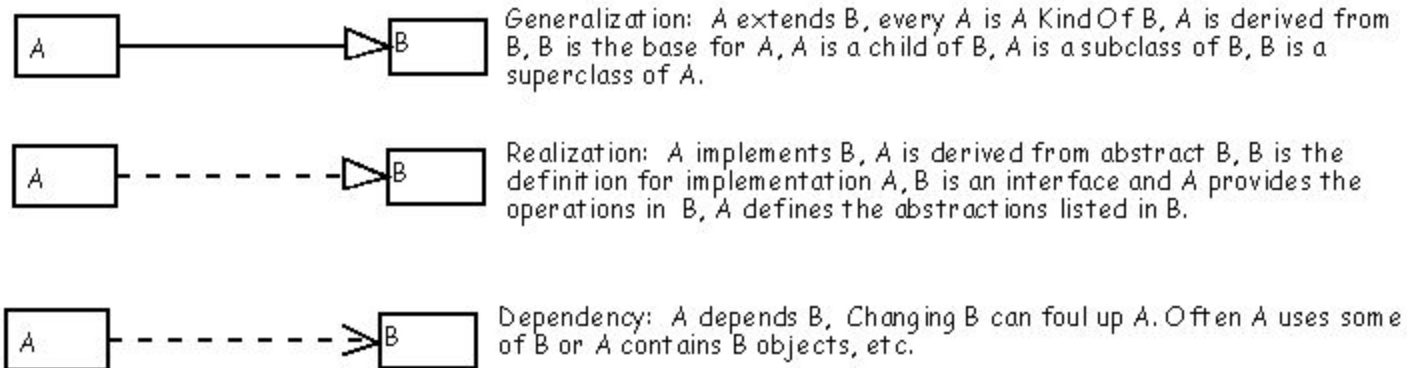 A
B
Generalization: A extends B, every A is A Kind Of B, A is derived from
B, B is the base for A, A is a child of B, A is a subclass of B, B is a
superclass of A.
A
B
Realization: A implements B, A is derived from abstract B, B is the
definition for implementation A, B is an interface and A provides the
operations in B, A defines the abstractions listed in B.
A
B
Dependency: A depends B, Changing B can foul up A. Often A uses some
of B or A contains B objects, etc.